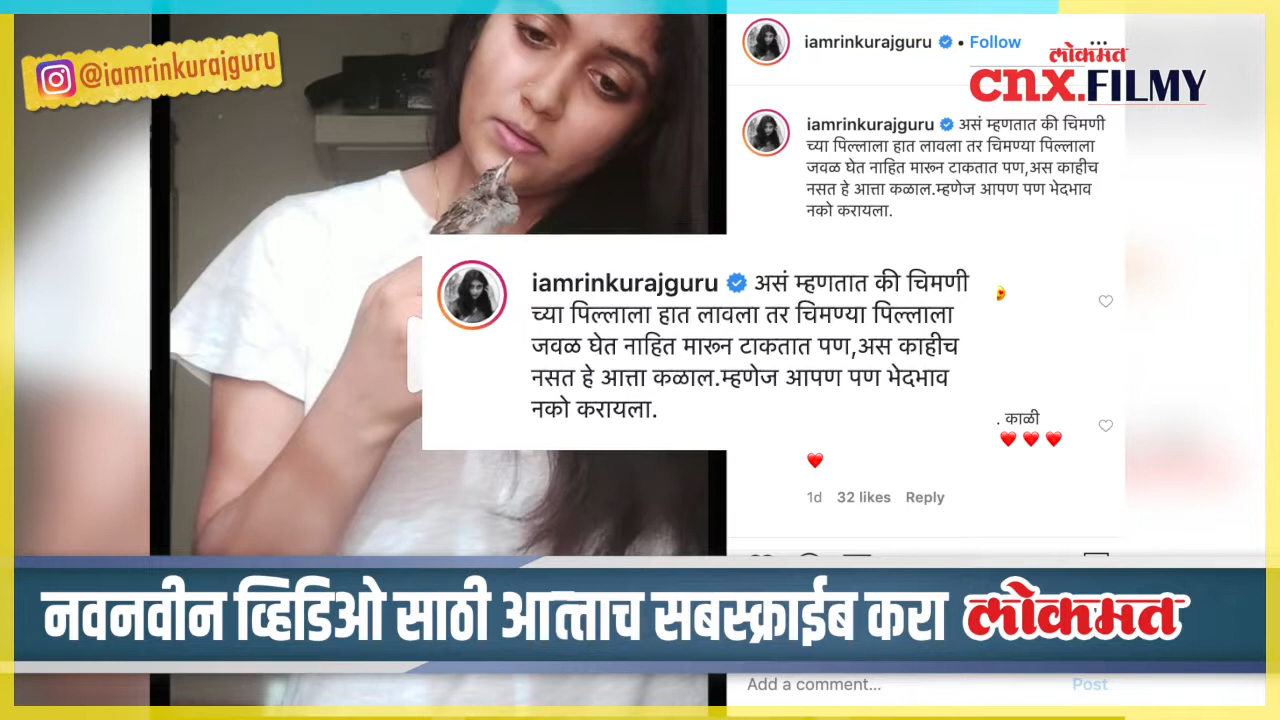 @iamrinkurajguru
iamrinkurajguru • Follow
लोकमत
cnx.FILMY
iamrinkurajguru असं म्हणतात की चिमणी
च्या पिल्लाला हात लावला तर चिमण्या पिल्लाला
जवळ घेत नाहित मारून टाकतात पण,अस काहीच
नसत हे आत्ता कळाल.म्हणेज आपण पण भेदभाव
नको करायला.
iamrinkurajguru असं म्हणतात की चिमणी
च्या पिल्लाला हात लावला तर चिमण्या पिल्लाला
जवळ घेत नाहित मारून टाकतात पण,अस काहीच
नसत हे आत्ता कळाल.म्हणेज आपण पण भेदभाव
नको करायला.
. काळी
1d 32 likes Reply
नवनवीन व्हिडिओ साठी आत्ताच सबस्क्राईब करा लोकमत
Add a comment... Post